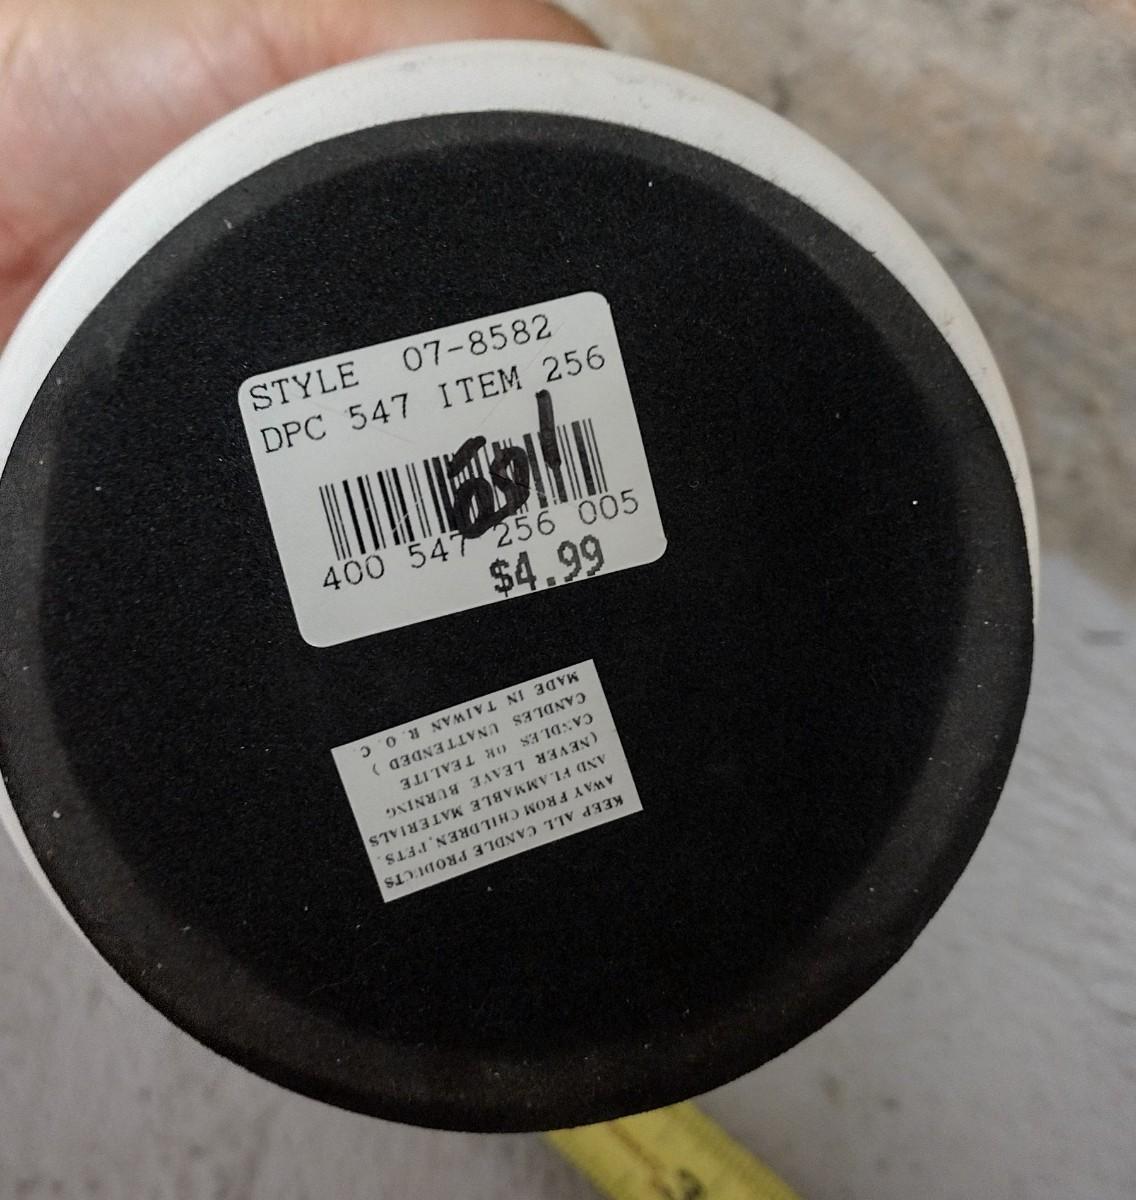 STYLE 07-8582
DPC 547 ITEM 256
400 547 256 005
$4.99
KEEP ALL CANDLE PRODUCTS
AWAY FROM CHILDREN, PETS.
AND FLAMMABLE MATERIALS
(NEVER LEAVE BURNING
CANDLES OR TEALITE
CANDLES UNATTENDED )
MADE IN TAIWAN R.O.C.